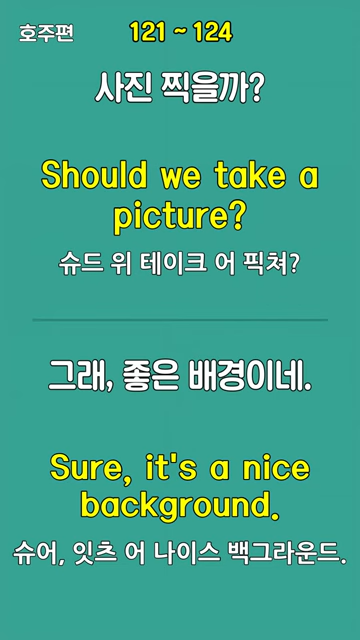 호주편
121 ~ 124
사진 찍을까?
Should we take a
picture?
슈드 위 테이크 어 픽쳐?
그래, 좋은 배경이네.
Sure, it's a nice
background.
슈어, 잇츠 어 나이스 백그라운드.